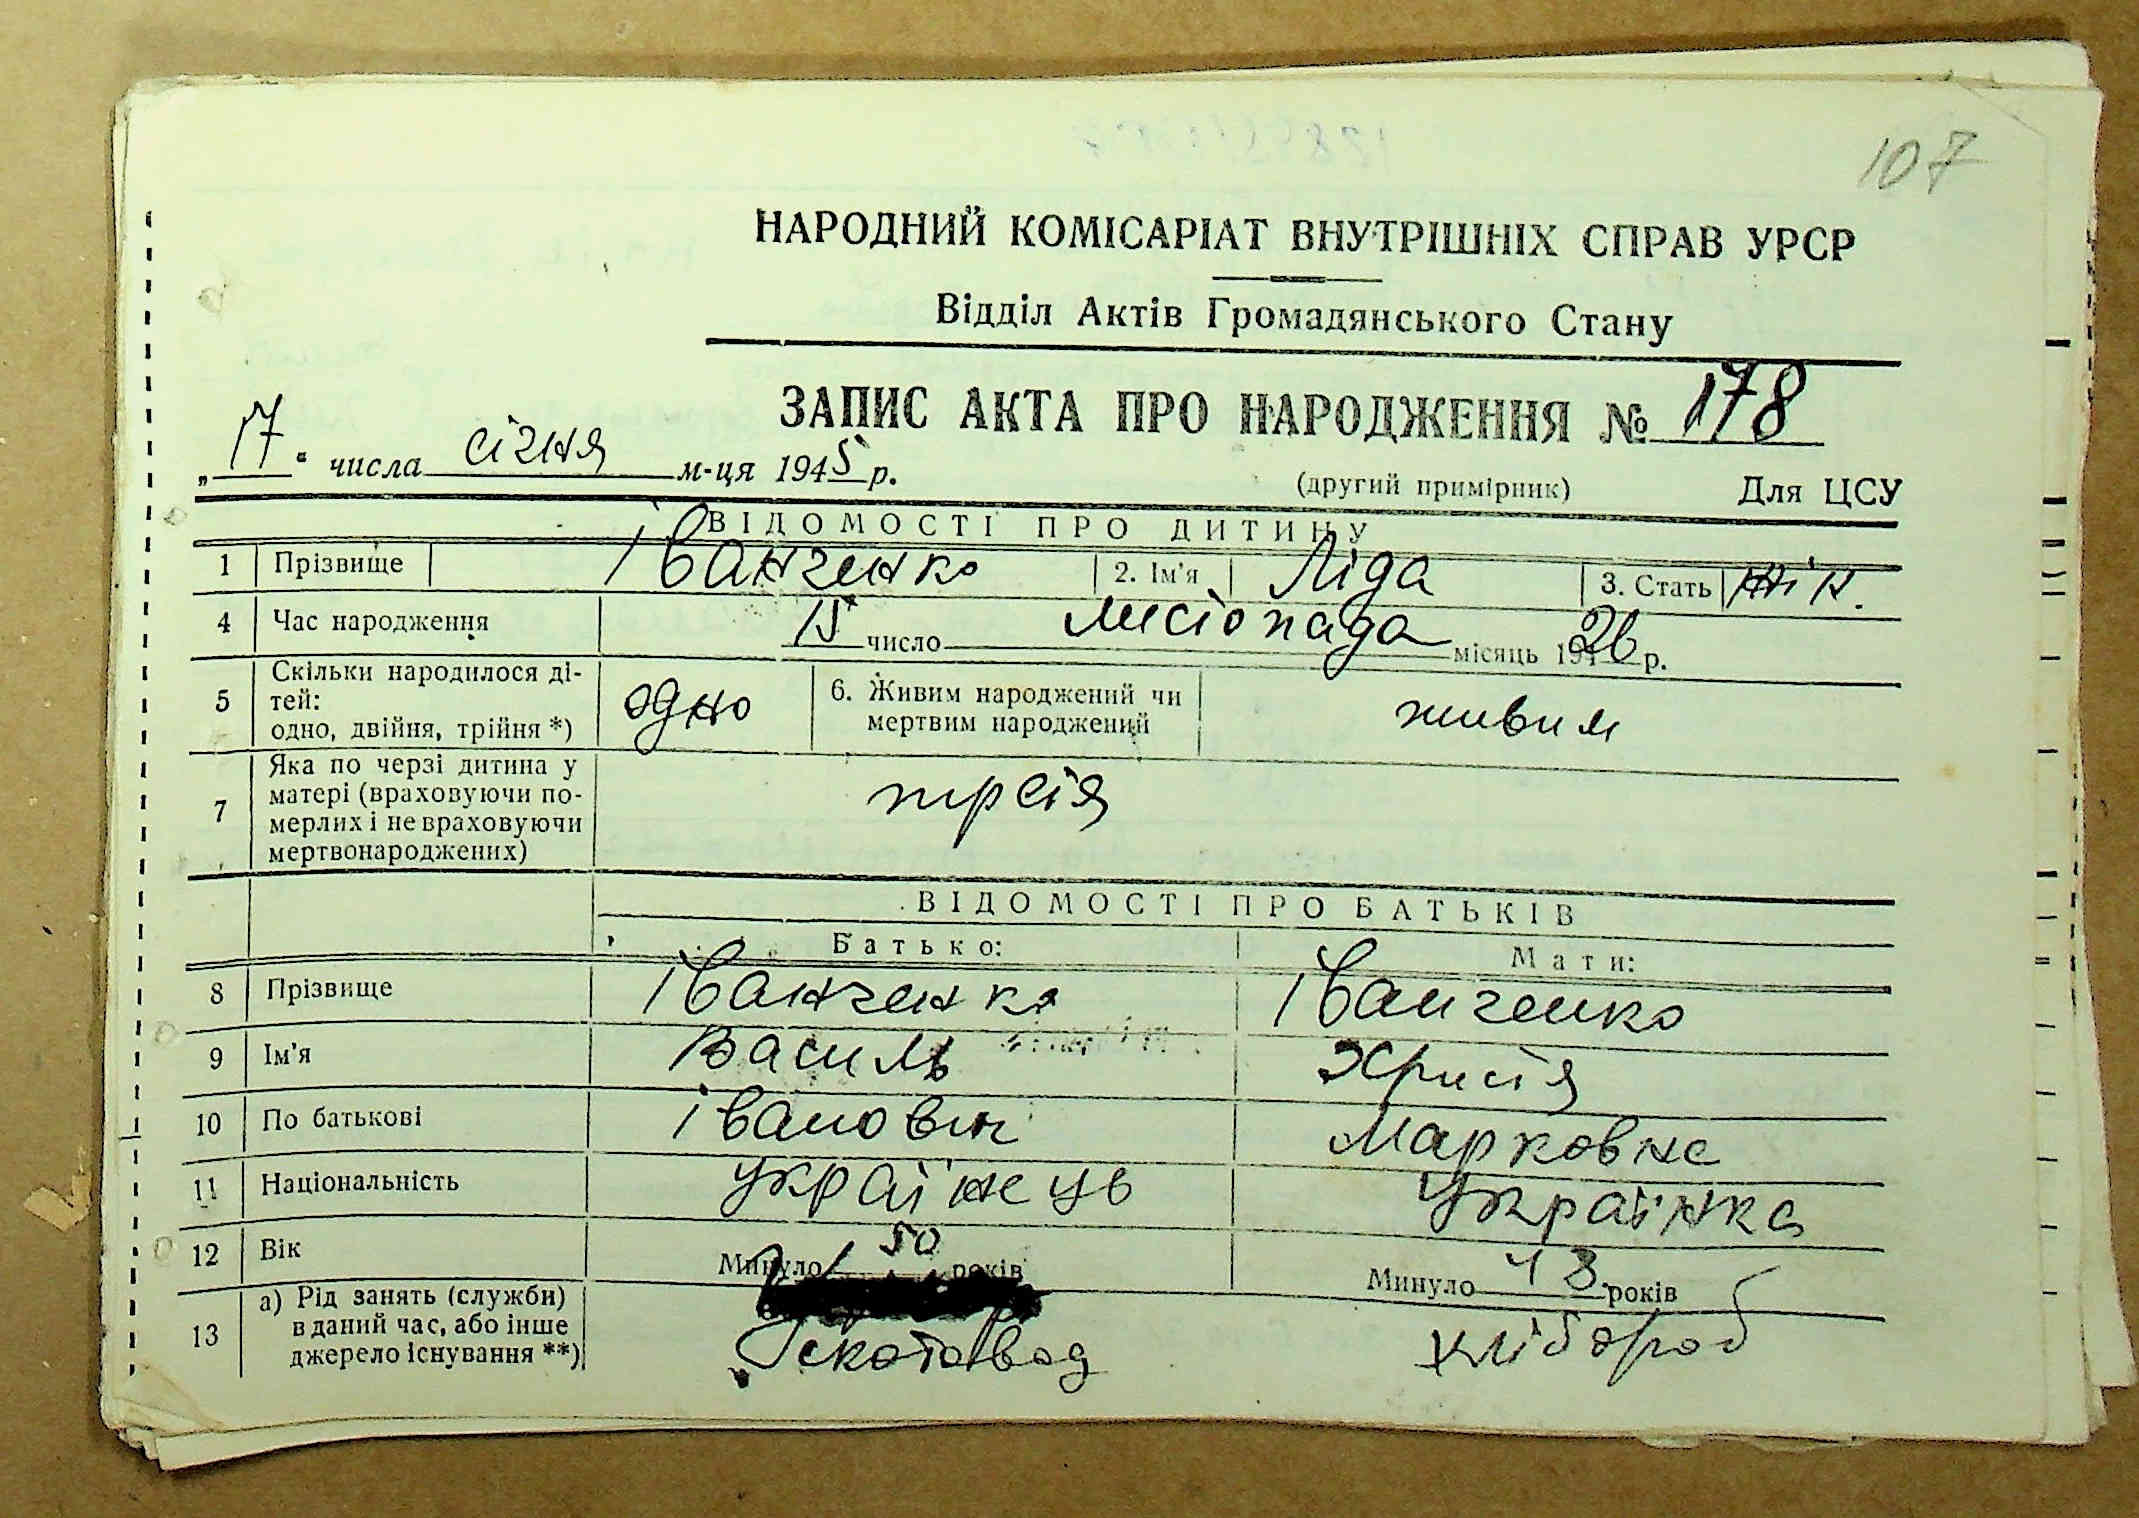 107
НАРОДНИЙ КОМІСАРІАТ ВНУТРІШНІХ СПРАВ УРСР
Відділ Актів Громадянського Стану
ЗАПИС АКТА ПРО НАРОДЖЕННЯ № 178
„17“ числа січня м-ця 1945 р.
(другий примірник) Для ЦСУ
ВІДОМОСТІ ПРО ДИТИНУ
1 Прізвище Іванченко 2. Ім'я Ліда 3. Стать жін.
4 Час народження 15 число листопада місяць 1926 р.
5 Скільки народилося ді-
тей:
одно, двійня, трійня *) одно 6. Живим народжений чи
мертвим народжений живим
7 Яка по черзі дитина у
матері (враховуючи по-
мерлих і не враховуючи
мертвонароджених) третя
ВІДОМОСТІ ПРО БАТЬКІВ
Батько: Мати:
8 Прізвище Іванченко Іванченко
9 Ім'я Василь Христя
10 По батькові Іванович Марковна
11 Національність українець Українка
12 Вік Минуло 50 років Минуло 48 років
13 а) Рід занять (служби)
в даний час, або інше
джерело існування **) скотовод хлібороб